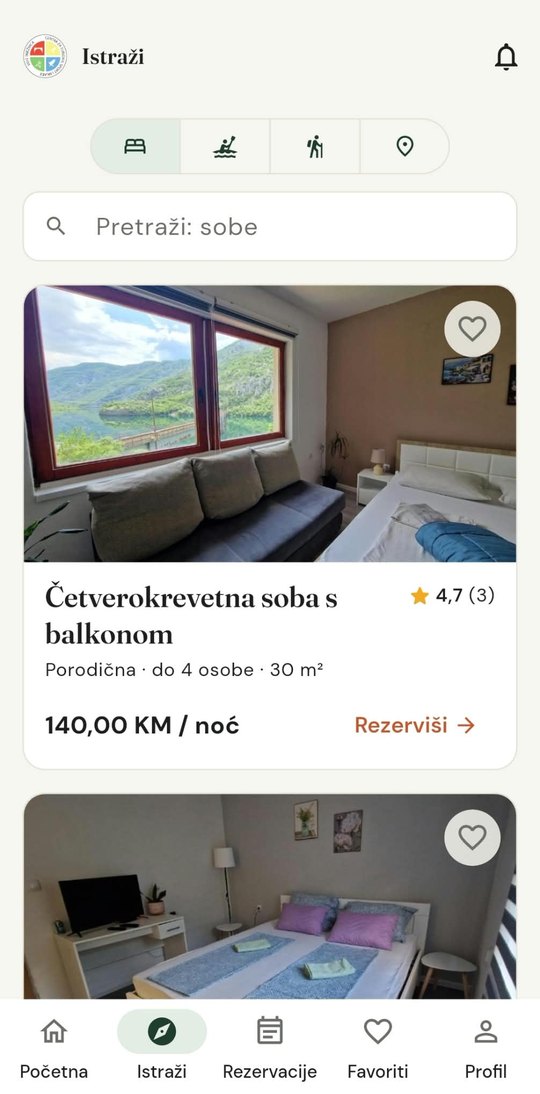 Istraži
Pretraži: sobe
Četverokrevetna soba s
balkonom
4,7 (3)
Porodična · do 4 osobe · 30 m²
140,00 KM / noć
Rezerviši →
Početna
Istraži
Rezervacije
Favoriti
Profil